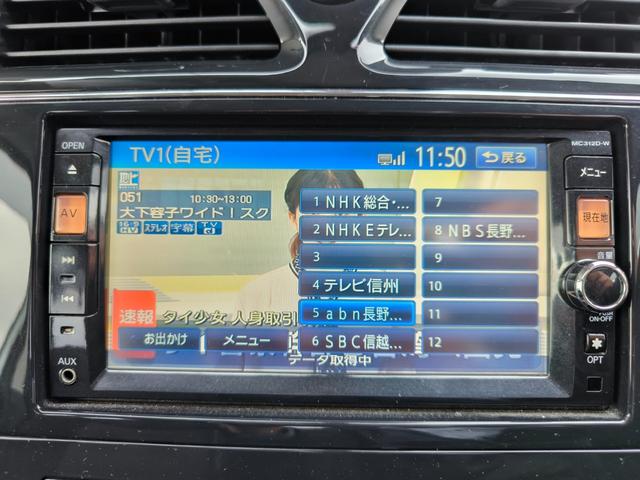 OPEN
MC312D-W
TV1(自宅)
11:50
戻る
メニュー
AV
051
10:30~13:00
大下容子ワイド!スク
16:9
HV
ステレオ
字幕
TV
1 NHK総合・...
2 NHKEテレ...
3
4 テレビ信州
5 abn長野...
6 SBC信越...
7
8 NBS長野...
9
10
11
12
現在地
音量
ON·OFF
速報
タイ少女 人身取引
お出かけ
メニュー
データ取得中
AUX
OPT